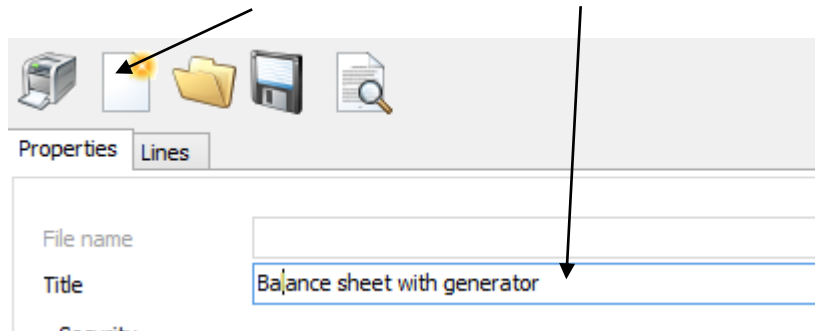 Properties Lines
File name
Title Balance sheet with generator
Security